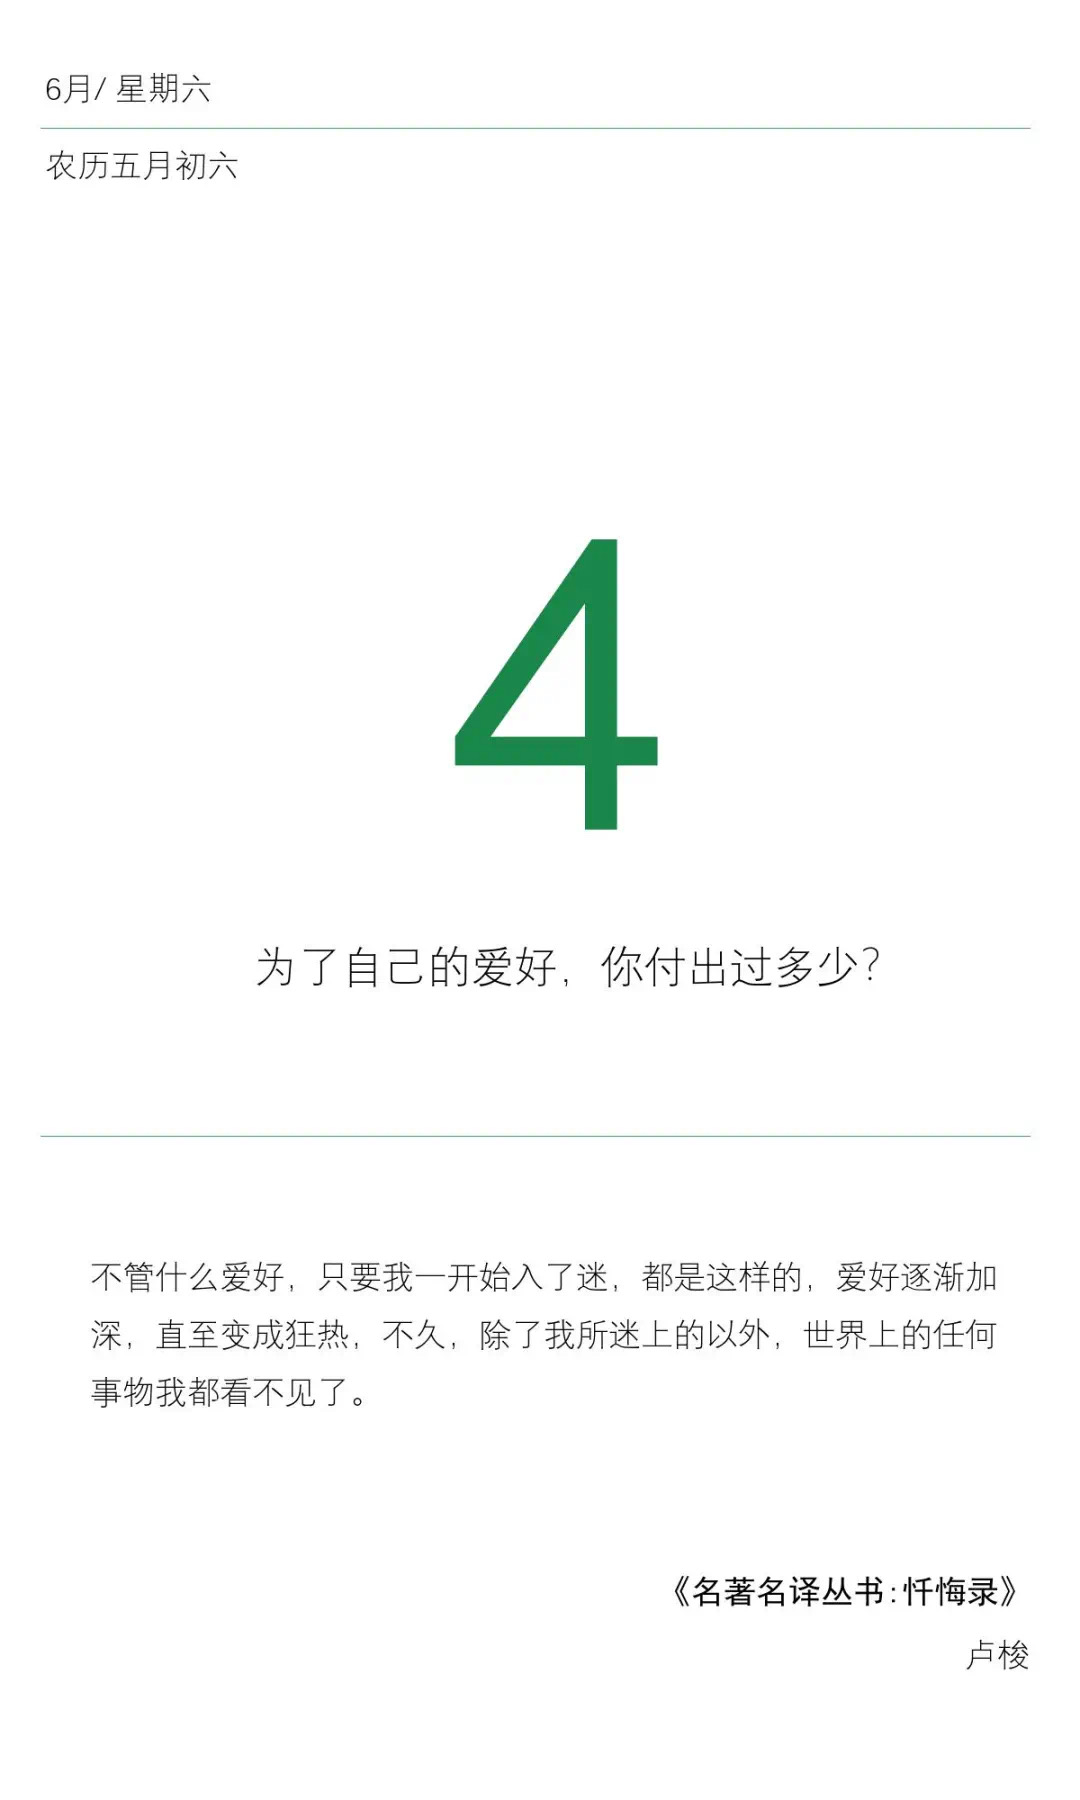 6月/ 星期六
农历五月初六
4
为了自己的爱好，你付出过多少？
不管什么爱好，只要我一开始入了迷，都是这样的，爱好逐渐加
深，直至变成狂热，不久，除了我所迷上的以外，世界上的任何
事物我都看不见了。
《名著名译丛书:忏悔录》
卢梭